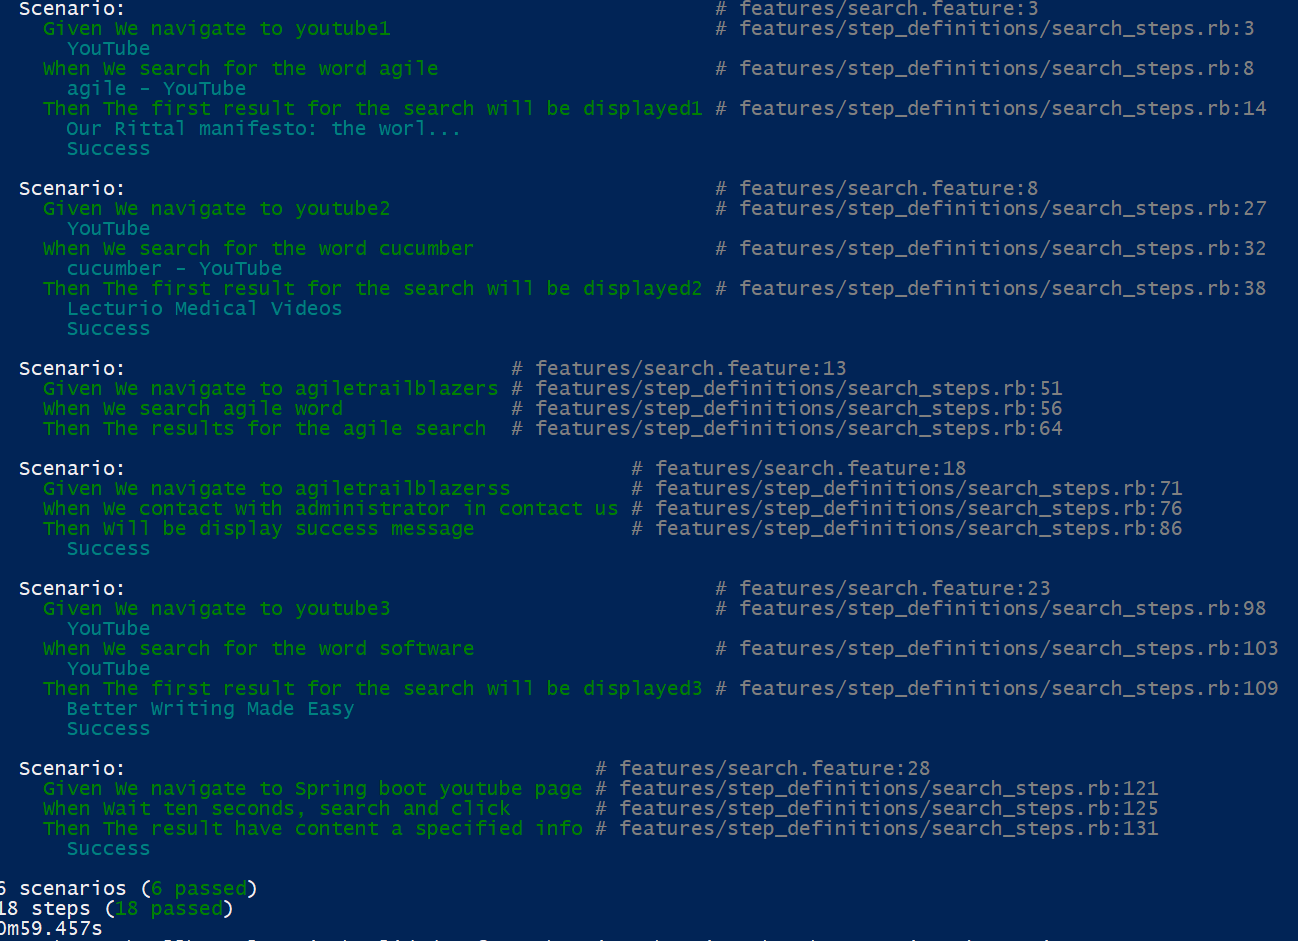 Scenario: # features/search.feature:3
Given We navigate to youtube1 # features/step_definitions/search_steps.rb:3
YouTube
When We search for the word agile # features/step_definitions/search_steps.rb:8
agile - YouTube
Then The first result for the search will be displayed1 # features/step_definitions/search_steps.rb:14
Our Rittal manifesto: the worl...
Success
Scenario: # features/search.feature:8
Given We navigate to youtube2 # features/step_definitions/search_steps.rb:27
YouTube
When We search for the word cucumber # features/step_definitions/search_steps.rb:32
cucumber - YouTube
Then The first result for the search will be displayed2 # features/step_definitions/search_steps.rb:38
Lecturio Medical Videos
Success
Scenario: # features/search.feature:13
Given We navigate to agiletrailblazers # features/step_definitions/search_steps.rb:51
When We search agile word # features/step_definitions/search_steps.rb:56
Then The results for the agile search # features/step_definitions/search_steps.rb:64
Scenario: # features/search.feature:18
Given We navigate to agiletrailblazerss # features/step_definitions/search_steps.rb:71
When We contact with administrator in contact us # features/step_definitions/search_steps.rb:76
Then Will be display success message # features/step_definitions/search_steps.rb:86
Success
Scenario: # features/search.feature:23
Given We navigate to youtube3 # features/step_definitions/search_steps.rb:98
YouTube
When We search for the word software # features/step_definitions/search_steps.rb:103
YouTube
Then The first result for the search will be displayed3 # features/step_definitions/search_steps.rb:109
Better Writing Made Easy
Success
Scenario: # features/search.feature:28
Given We navigate to Spring boot youtube page # features/step_definitions/search_steps.rb:121
When Wait ten seconds, search and click # features/step_definitions/search_steps.rb:125
Then The result have content a specified info # features/step_definitions/search_steps.rb:131
Success
6 scenarios (6 passed)
18 steps (18 passed)
0m59.457s